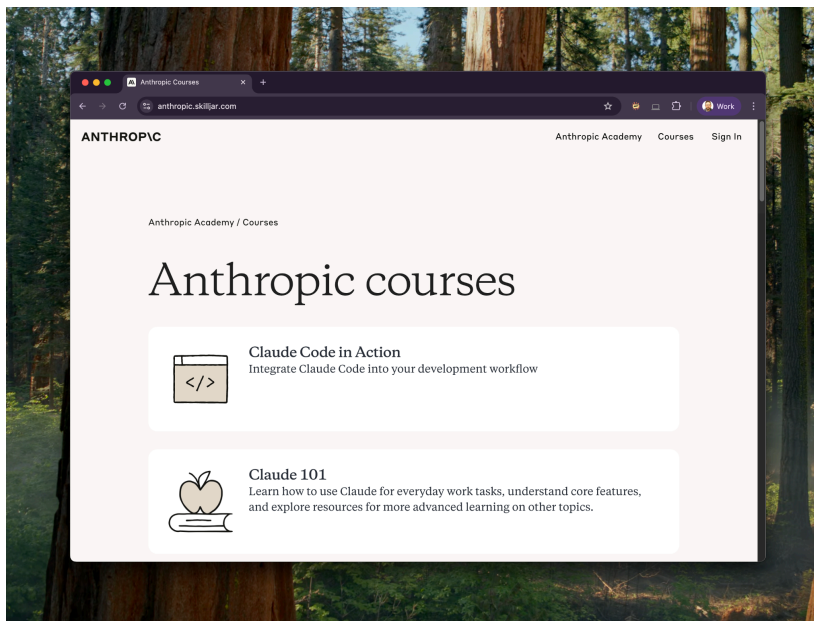 Anthropic Courses
anthropic.skilljar.com
Work
ANTHROP\C
Anthropic Academy
Courses
Sign In
Anthropic Academy / Courses
Anthropic courses
</>
Claude Code in Action
Integrate Claude Code into your development workflow
Claude 101
Learn how to use Claude for everyday work tasks, understand core features,
and explore resources for more advanced learning on other topics.